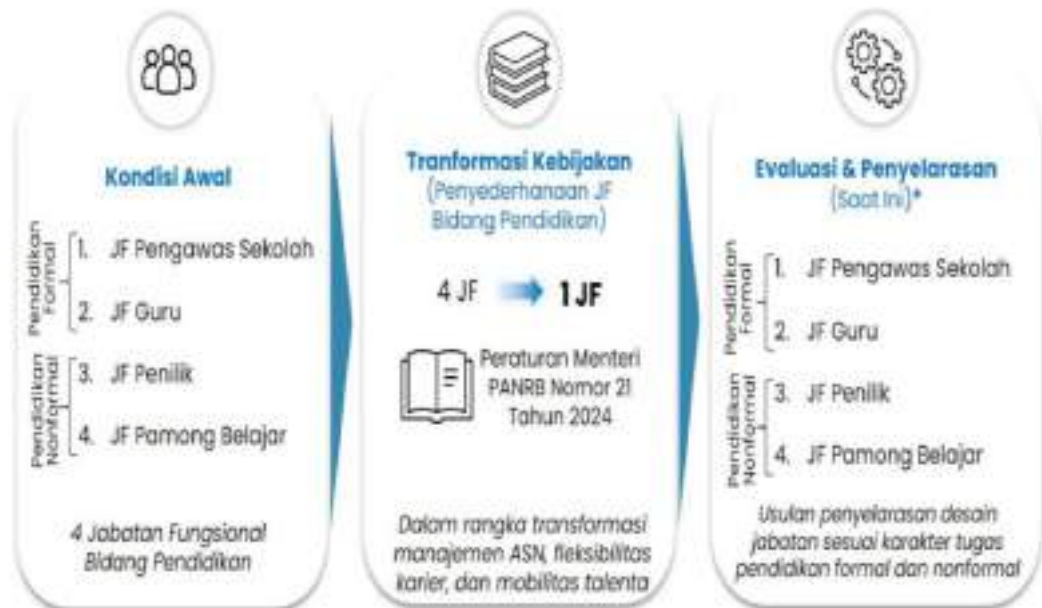 Kondisi Awal
Pendidikan
Formal
1. JF Pengawas Sekolah
2. JF Guru
Pendidikan
Nonformal
3. JF Penilik
4. JF Pamong Belajar
4 Jabatan Fungsional
Bidang Pendidikan
Tranformasi Kebijakan
(Penyederhanaan JF
Bidang Pendidikan)
4 JF 1 JF
Peraturan Menteri
PANRB Nomor 21
Tahun 2024
Dalam rangka transformasi
manajemen ASN, fleksibilitas
karier, dan mobilitas talenta
Evaluasi & Penyelarasan
(Saat Ini)*
Pendidikan
Formal
1. JF Pengawas Sekolah
2. JF Guru
Pendidikan
Nonformal
3. JF Penilik
4. JF Pamong Belajar
Usulan penyelarasan desain
jabatan sesuai karakter tugas
pendidikan formal dan nonformal